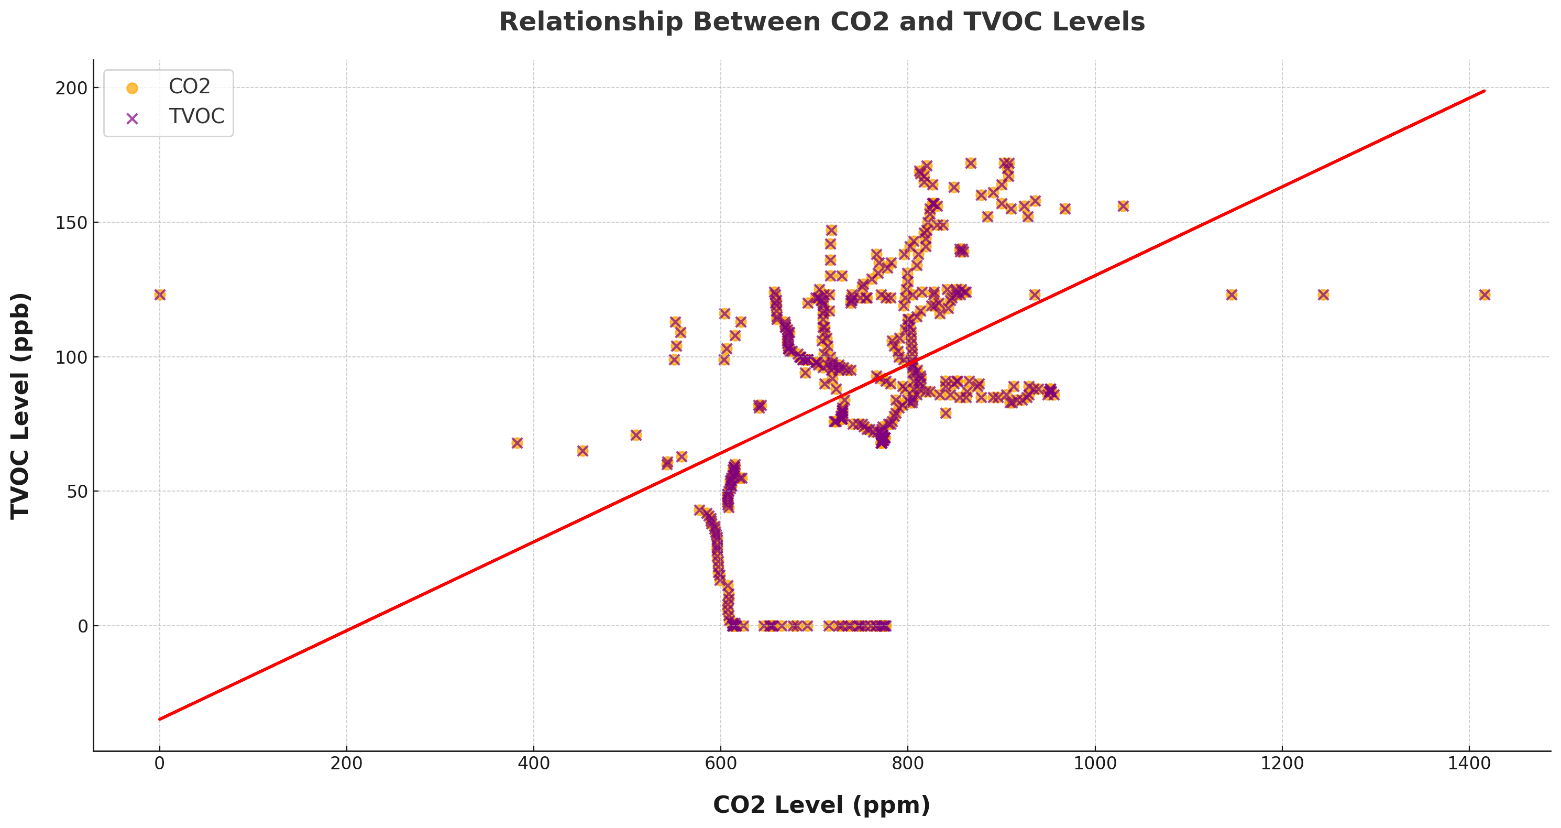 Relationship Between CO2 and TVOC Levels
CO2
TVOC
TVOC Level (ppb)
200
150
100
50
0
0 200 400 600 800 1000 1200 1400
CO2 Level (ppm)